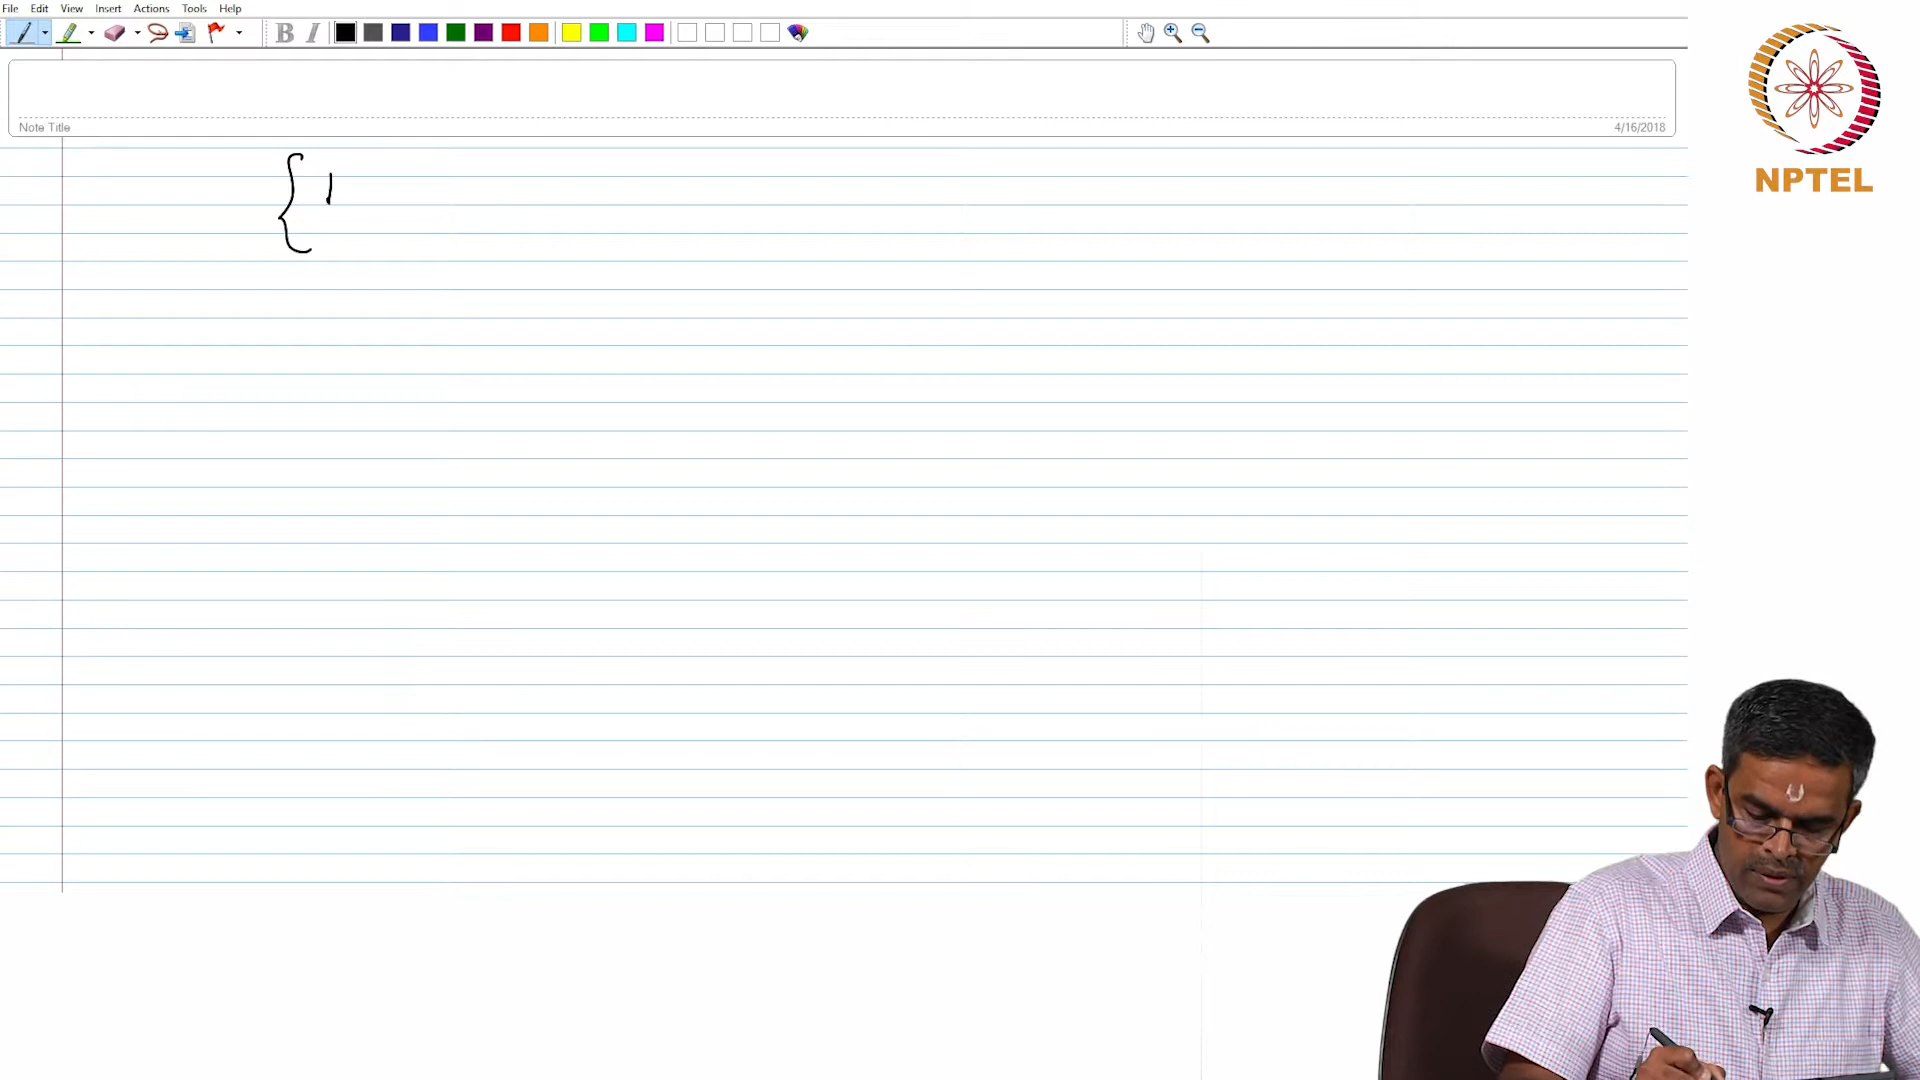 File Edit View Insert Actions Tools Help
B I
NPTEL
Note Title 4/16/2018
{ 1